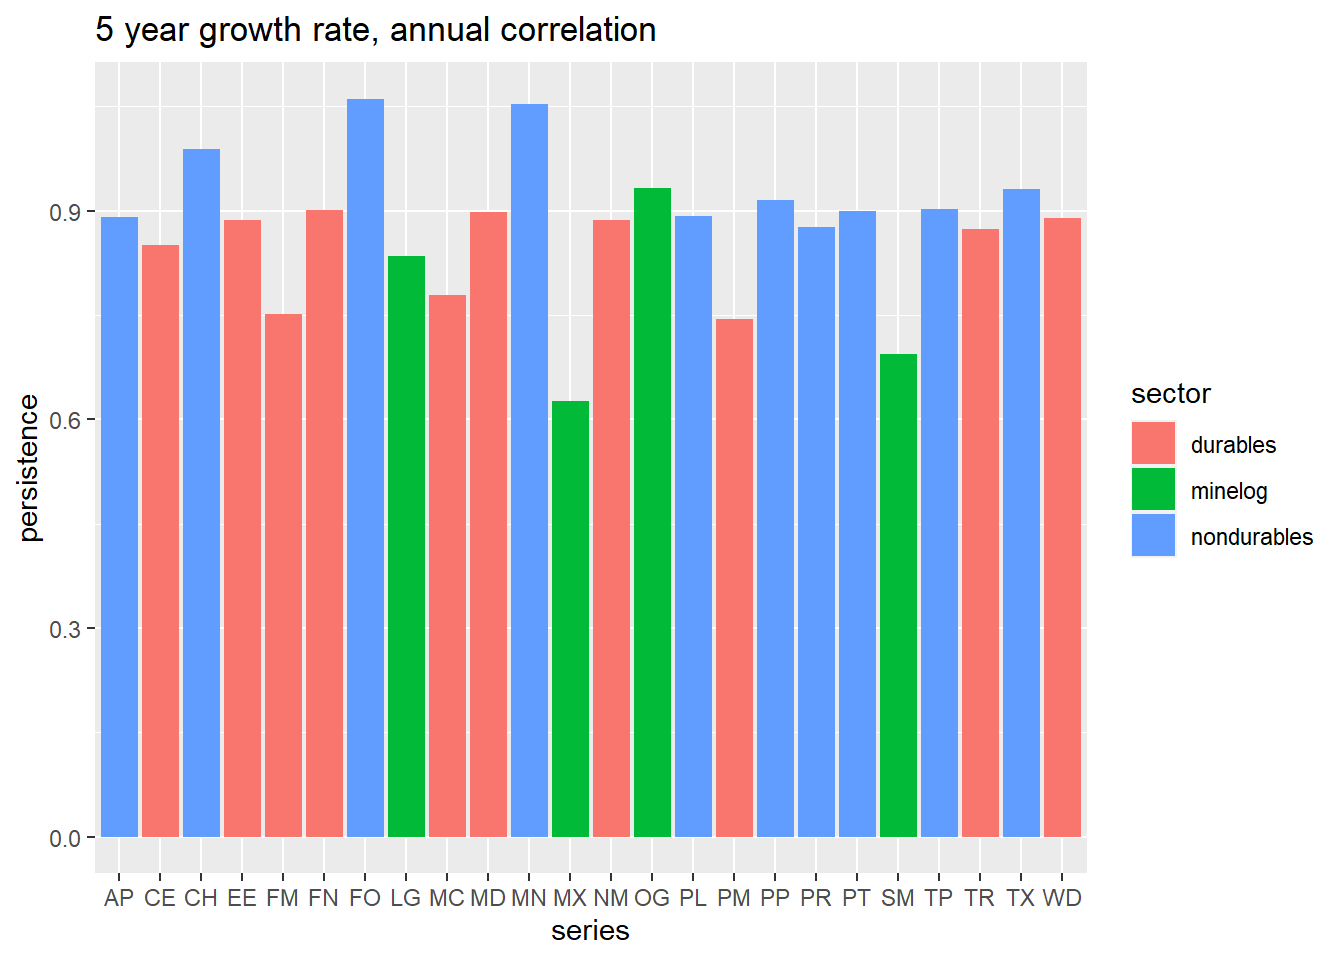 5 year growth rate, annual correlation
persistence
0.9
0.6
0.3
0.0
AP CE CH EE FM FN FO LG MC MD MN MX NM OG PL PM PP PR PT SM TP TR TX WD
series
sector
durables
minelog
nondurables